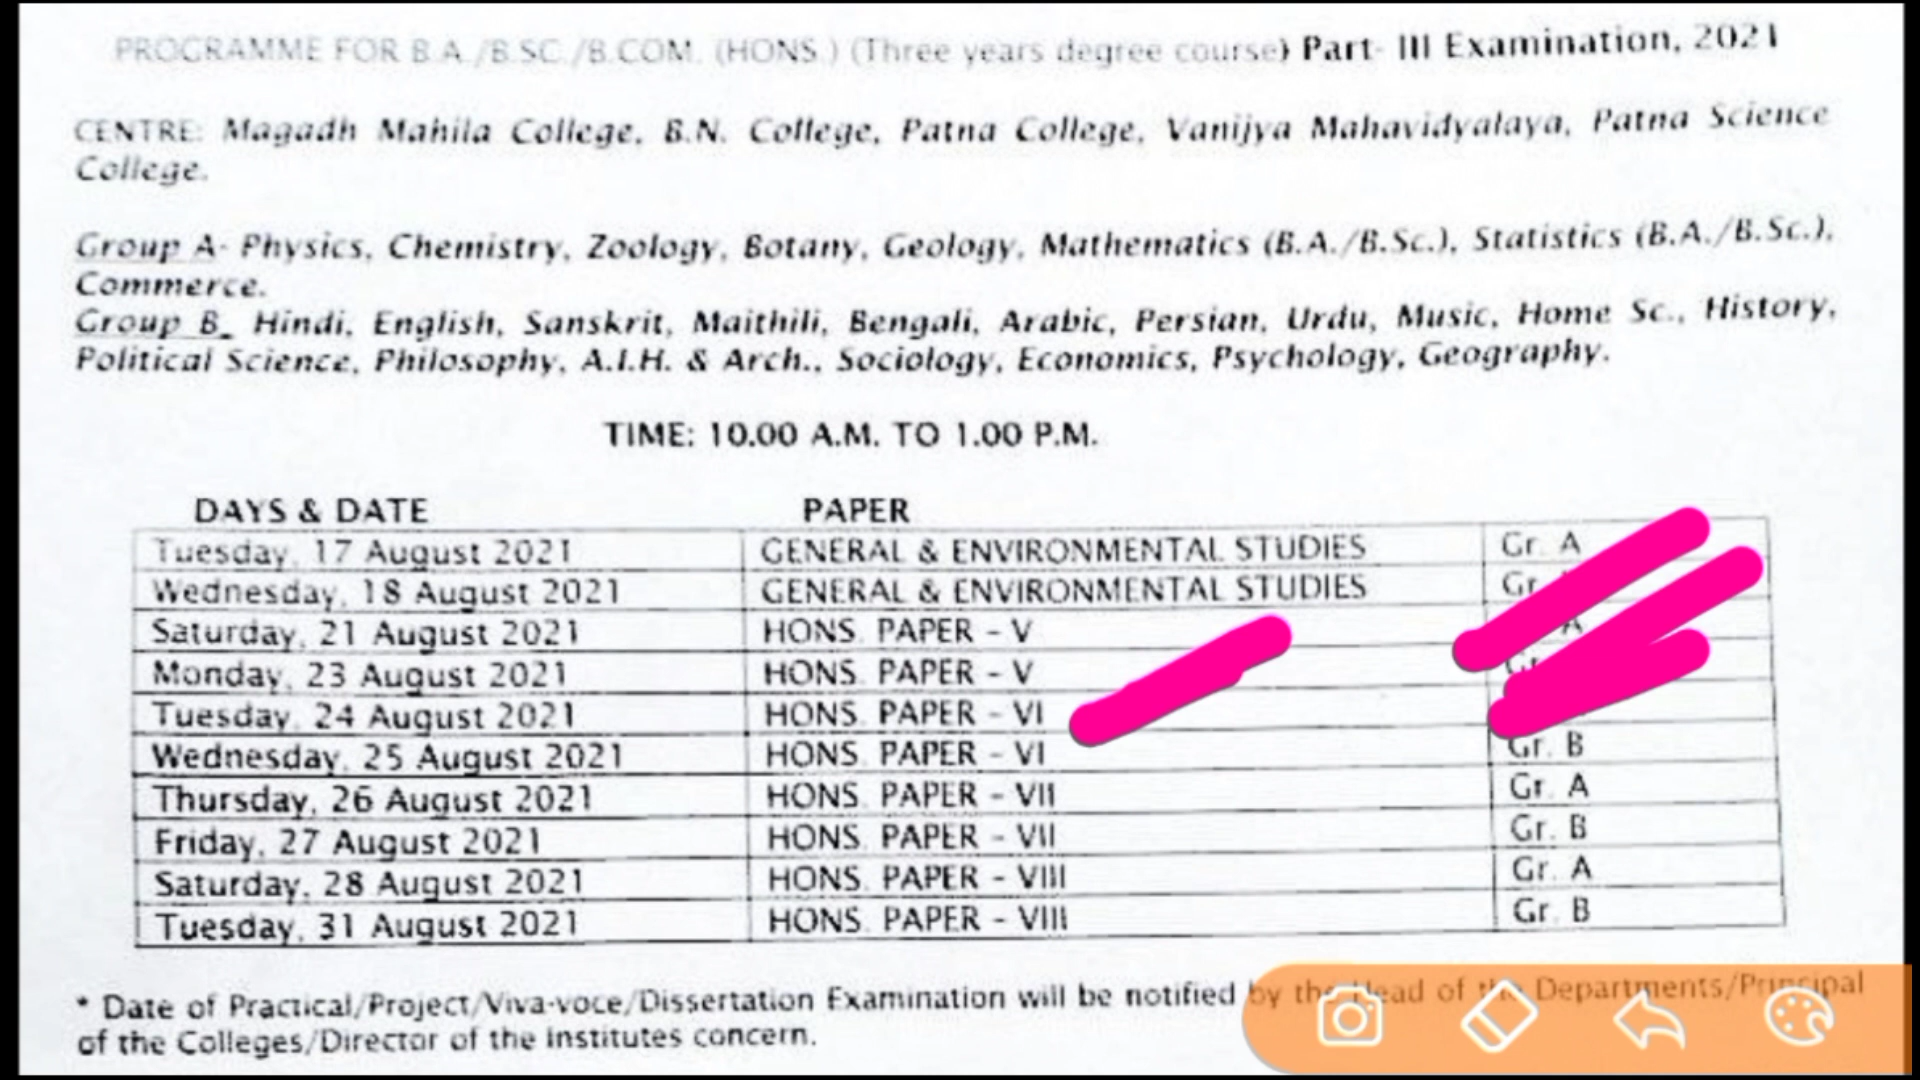 PROGRAMME FOR B.A./B.SC./B.COM. (HONS.) (Three years degree course) Part- III Examination, 2021
CENTRE: Magadh Mahila College, B.N. College, Patna College, Vanijya Mahavidyalaya, Patna Science
College.
Group A- Physics, Chemistry, Zoology, Botany, Geology, Mathematics (B.A./B.Sc.), Statistics (B.A./B.Sc.),
Commerce.
Group B_ Hindi, English, Sanskrit, Maithili, Bengali, Arabic, Persian, Urdu, Music, Home Sc., History,
Political Science, Philosophy, A.I.H. & Arch., Sociology, Economics, Psychology, Geography.
TIME: 10.00 A.M. TO 1.00 P.M.
DAYS & DATE PAPER
Tuesday, 17 August 2021 GENERAL & ENVIRONMENTAL STUDIES Gr. A
Wednesday, 18 August 2021 GENERAL & ENVIRONMENTAL STUDIES Gr.
Saturday, 21 August 2021 HONS. PAPER - V A
Monday, 23 August 2021 HONS. PAPER - V
Tuesday, 24 August 2021 HONS. PAPER - VI
Wednesday, 25 August 2021 HONS. PAPER - VI Gr. B
Thursday, 26 August 2021 HONS. PAPER - VII Gr. A
Friday, 27 August 2021 HONS. PAPER - VII Gr. B
Saturday, 28 August 2021 HONS. PAPER - VIII Gr. A
Tuesday, 31 August 2021 HONS. PAPER - VIII Gr. B
* Date of Practical/Project/Viva-voce/Dissertation Examination will be notified by the Head of the Departments/Principal
of the Colleges/Director of the Institutes concern.